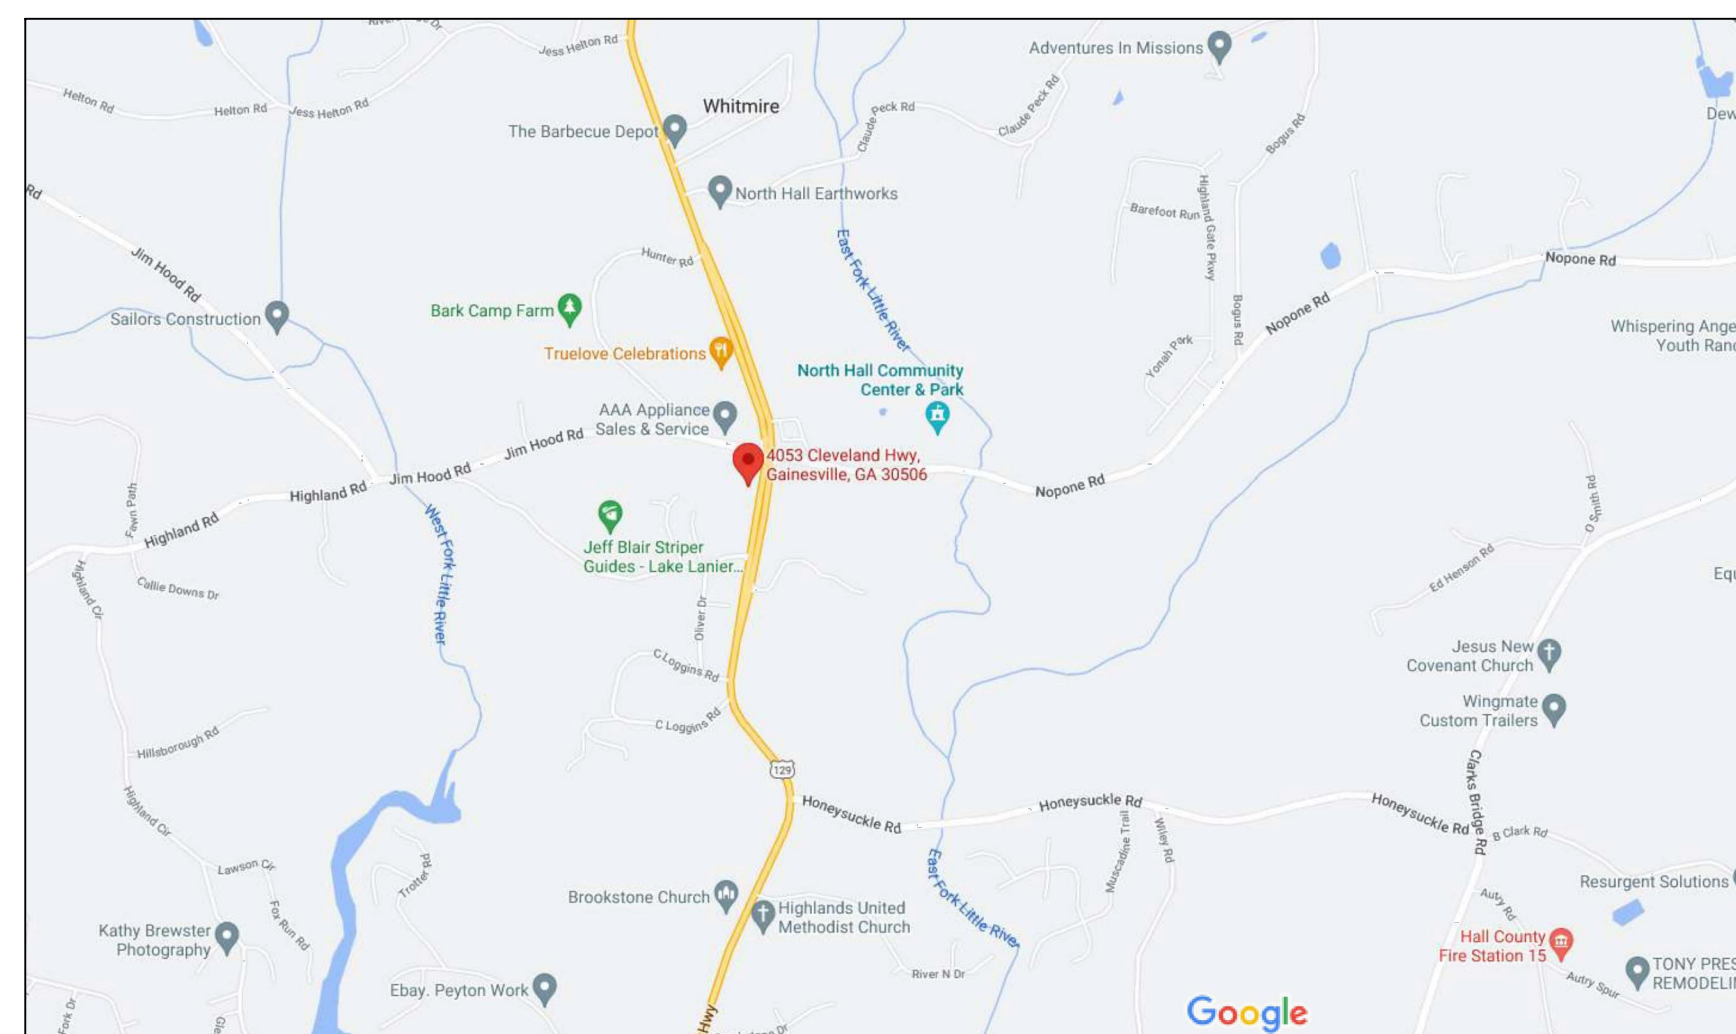 Jess Helton Rd
Adventures In Missions
Helton Rd
Helton Rd
Jess Helton Rd
Whitmire
The Barbecue Depot
Claude Peck Rd
Claude Peck Rd
Bogus Rd
Dew
Rd
North Hall Earthworks
Highland Gate Pkwy
Barefoot Run
Jim Hood Rd
Hunter Rd
East Fork Little River
Nopone Rd
Bark Camp Farm
Sailors Construction
Nopone Rd
Bogus Rd
Whispering Ange
Youth Ranc
Truelove Celebrations
Yonah Park
North Hall Community
Center & Park
AAA Appliance
Sales & Service
Jim Hood Rd
4053 Cleveland Hwy,
Gainesville, GA 30506
Jim Hood Rd
Highland Rd
Nopone Rd
Fawn Path
Highland Rd
West Fork Little River
O Smith Rd
Jeff Blair Striper
Guides - Lake Lanier...
Ed Henson Rd
Equ
Highland Cir
Callie Downs Dr
Oliver Dr
C Loggins Rd
Jesus New
Covenant Church
Wingmate
Custom Trailers
C Loggins Rd
Hillsborough Rd
129
Clarks Bridge Rd
Highland Cir
Honeysuckle Rd
Honeysuckle Rd
Honeysuckle Rd
B Clark Rd
Muscadine Trail
Wiley Rd
Lawson Cir
Trotter Rd
East Fork Little River
Resurgent Solutions
Brookstone Church
Highlands United
Methodist Church
Fox Run Rd
Autry Rd
Kathy Brewster
Photography
Hall County
Fire Station 15
River N Dr
TONY PRES
REMODELIN
Autry Spur
Ebay. Peyton Work
Fork Dr
Hwy
Google